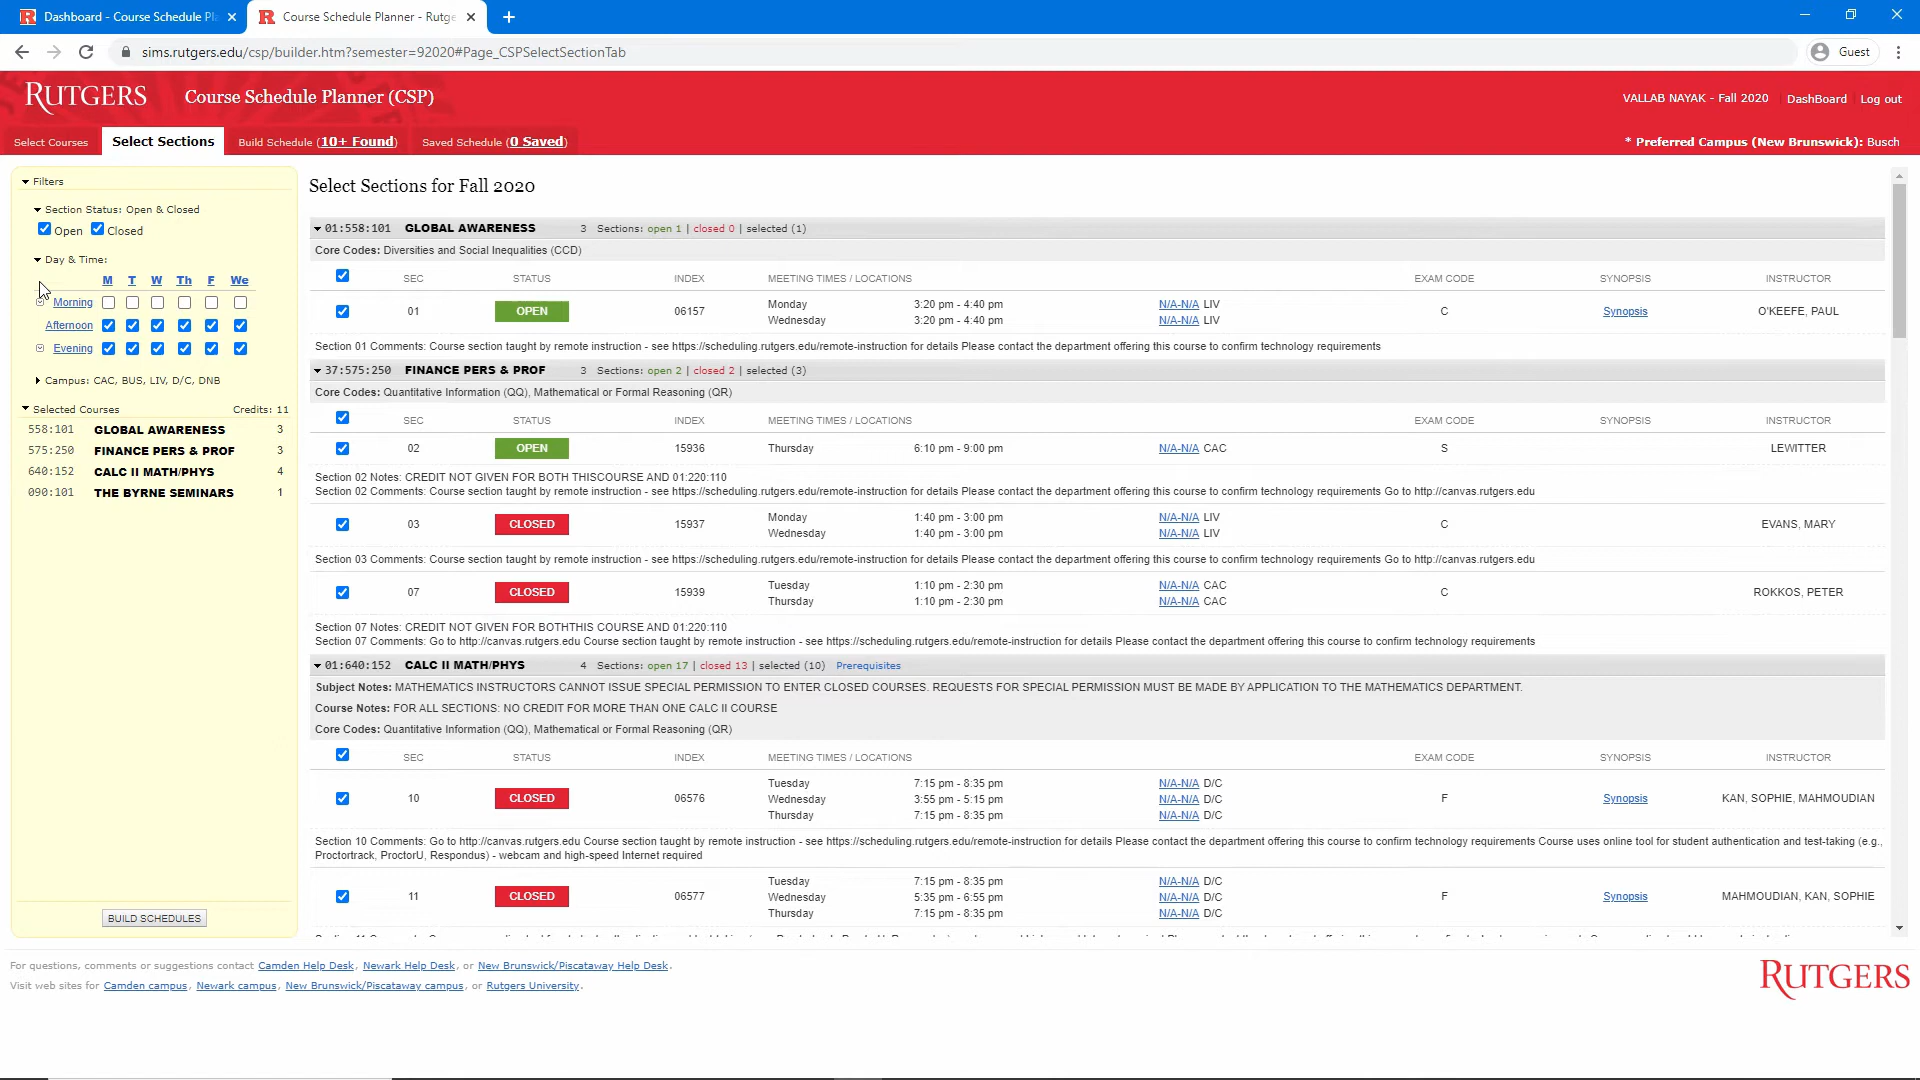 Dashboard - Course Schedule Pl
Course Schedule Planner - Rutge
sims.rutgers.edu/csp/builder.htm?semester=92020#Page_CSPSelectSectionTab
Guest
RUTGERS
Course Schedule Planner (CSP)
VALLAB NAYAK - Fall 2020 DashBoard Log out
Select Courses Select Sections Build Schedule (10+ Found) Saved Schedule (0 Saved)
* Preferred Campus (New Brunswick): Busch
Filters
Section Status: Open & Closed
Open Closed
Day & Time:
M T W Th F We
Morning
Afternoon
Evening
Campus: CAC, BUS, LIV, D/C, DNB
Selected Courses Credits: 11
558:101 GLOBAL AWARENESS 3
575:250 FINANCE PERS & PROF 3
640:152 CALC II MATH/PHYS 4
090:101 THE BYRNE SEMINARS 1
BUILD SCHEDULES
Select Sections for Fall 2020
01:558:101 GLOBAL AWARENESS 3 Sections: open 1 | closed 0 | selected (1)
Core Codes: Diversities and Social Inequalities (CCD)
SEC STATUS INDEX MEETING TIMES / LOCATIONS EXAM CODE SYNOPSIS INSTRUCTOR
Monday 3:20 pm - 4:40 pm N/A-N/A LIV
01 OPEN 06157 C Synopsis O'KEEFE, PAUL
Wednesday 3:20 pm - 4:40 pm N/A-N/A LIV
Section 01 Comments: Course section taught by remote instruction - see https://scheduling.rutgers.edu/remote-instruction for details Please contact the department offering this course to confirm technology requirements
37:575:250 FINANCE PERS & PROF 3 Sections: open 2 | closed 2 | selected (3)
Core Codes: Quantitative Information (QQ), Mathematical or Formal Reasoning (QR)
SEC STATUS INDEX MEETING TIMES / LOCATIONS EXAM CODE SYNOPSIS INSTRUCTOR
02 OPEN 15936 Thursday 6:10 pm - 9:00 pm N/A-N/A CAC S LEWITTER
Section 02 Notes: CREDIT NOT GIVEN FOR BOTH THISCOURSE AND 01:220:110
Section 02 Comments: Course section taught by remote instruction - see https://scheduling.rutgers.edu/remote-instruction for details Please contact the department offering this course to confirm technology requirements Go to http://canvas.rutgers.edu
Monday 1:40 pm - 3:00 pm N/A-N/A LIV
03 CLOSED 15937 C EVANS, MARY
Wednesday 1:40 pm - 3:00 pm N/A-N/A LIV
Section 03 Comments: Course section taught by remote instruction - see https://scheduling.rutgers.edu/remote-instruction for details Please contact the department offering this course to confirm technology requirements Go to http://canvas.rutgers.edu
Tuesday 1:10 pm - 2:30 pm N/A-N/A CAC
07 CLOSED 15939 C ROKKOS, PETER
Thursday 1:10 pm - 2:30 pm N/A-N/A CAC
Section 07 Notes: CREDIT NOT GIVEN FOR BOTHTHIS COURSE AND 01:220:110
Section 07 Comments: Go to http://canvas.rutgers.edu Course section taught by remote instruction - see https://scheduling.rutgers.edu/remote-instruction for details Please contact the department offering this course to confirm technology requirements
01:640:152 CALC II MATH/PHYS 4 Sections: open 17 | closed 13 | selected (10) Prerequisites
Subject Notes: MATHEMATICS INSTRUCTORS CANNOT ISSUE SPECIAL PERMISSION TO ENTER CLOSED COURSES. REQUESTS FOR SPECIAL PERMISSION MUST BE MADE BY APPLICATION TO THE MATHEMATICS DEPARTMENT.
Course Notes: FOR ALL SECTIONS: NO CREDIT FOR MORE THAN ONE CALC II COURSE
Core Codes: Quantitative Information (QQ), Mathematical or Formal Reasoning (QR)
SEC STATUS INDEX MEETING TIMES / LOCATIONS EXAM CODE SYNOPSIS INSTRUCTOR
Tuesday 7:15 pm - 8:35 pm N/A-N/A D/C
10 CLOSED 06576 Wednesday 3:55 pm - 5:15 pm N/A-N/A D/C F Synopsis KAN, SOPHIE, MAHMOUDIAN
Thursday 7:15 pm - 8:35 pm N/A-N/A D/C
Section 10 Comments: Go to http://canvas.rutgers.edu Course section taught by remote instruction - see https://scheduling.rutgers.edu/remote-instruction for details Please contact the department offering this course to confirm technology requirements Course uses online tool for student authentication and test-taking (e.g.,
Proctortrack, ProctorU, Respondus) - webcam and high-speed Internet required
Tuesday 7:15 pm - 8:35 pm N/A-N/A D/C
11 CLOSED 06577 Wednesday 5:35 pm - 6:55 pm N/A-N/A D/C F Synopsis MAHMOUDIAN, KAN, SOPHIE
Thursday 7:15 pm - 8:35 pm N/A-N/A D/C
For questions, comments or suggestions contact Camden Help Desk, Newark Help Desk, or New Brunswick/Piscataway Help Desk.
Visit web sites for Camden campus, Newark campus, New Brunswick/Piscataway campus, or Rutgers University.
RUTGERS